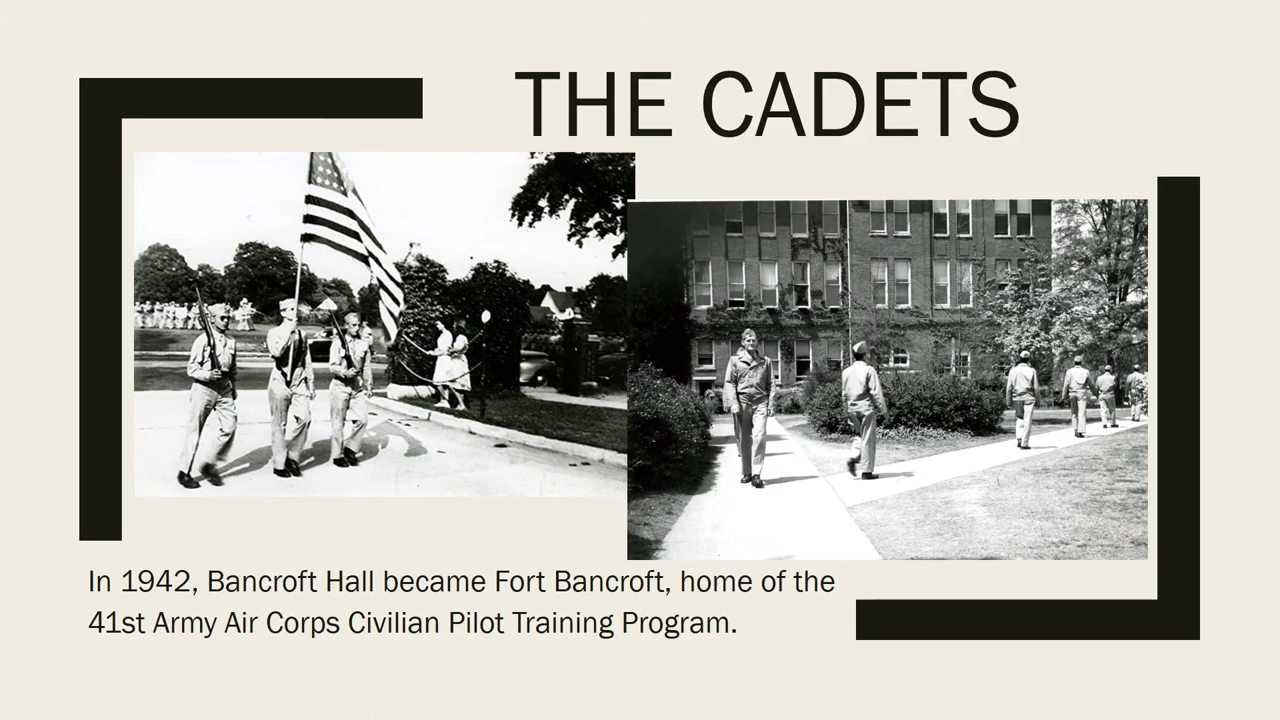 THE CADETS
In 1942, Bancroft Hall became Fort Bancroft, home of the
41st Army Air Corps Civilian Pilot Training Program.